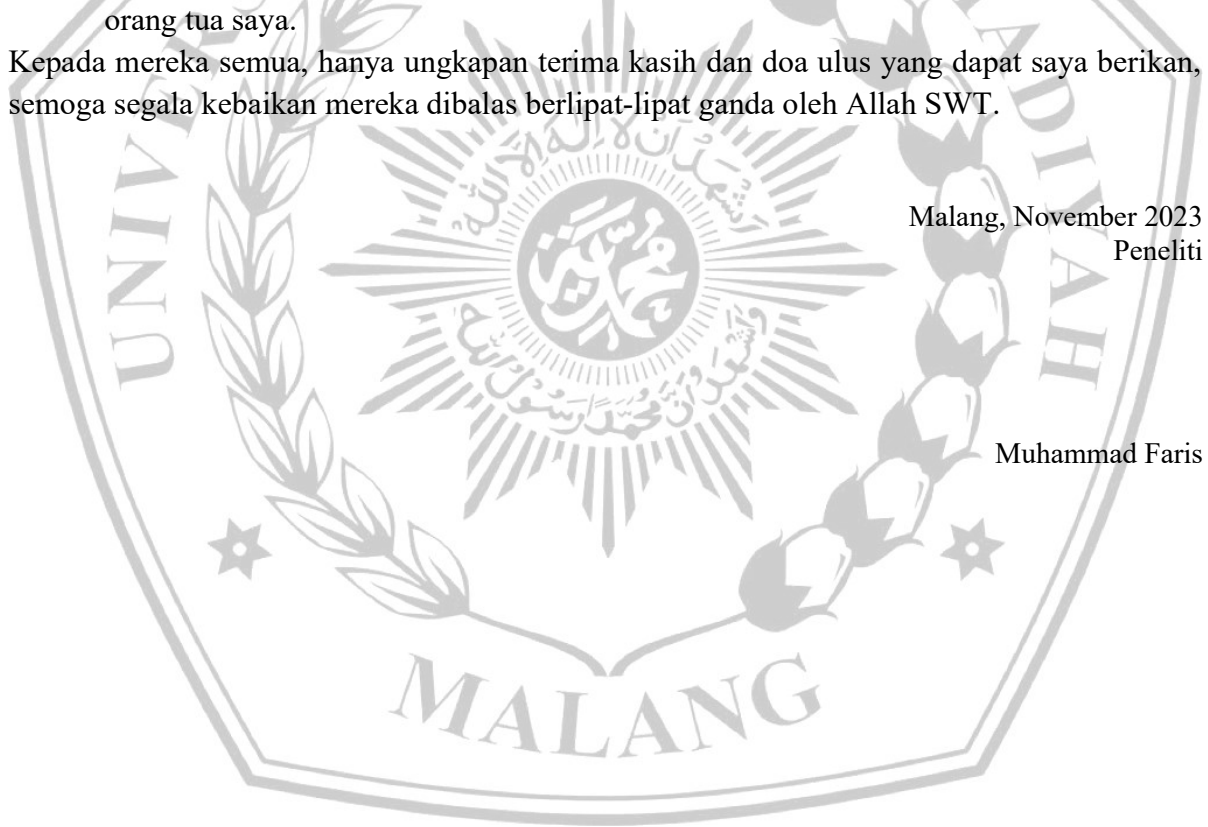 orang tua saya.
Kepada mereka semua, hanya ungkapan terima kasih dan doa ulus yang dapat saya berikan,
semoga segala kebaikan mereka dibalas berlipat-lipat ganda oleh Allah SWT.
Malang, November 2023
Peneliti
Muhammad Faris
MALANG